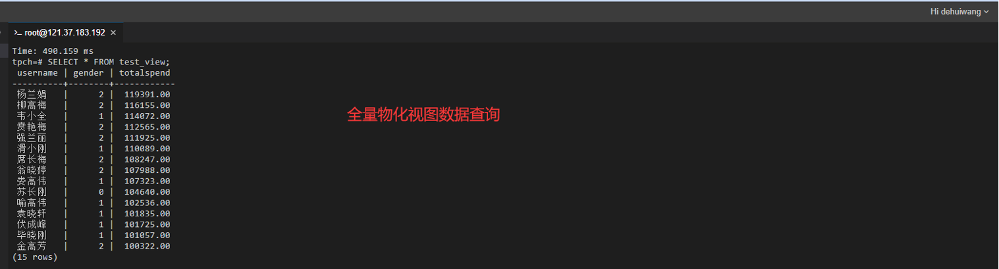 Hi dehuiwang
>_ root@121.37.183.192 ×
Time: 490.159 ms
tpch=# SELECT * FROM test_view;
username | gender | totalspend
----------+--------+------------
杨兰娟 | 2 | 119391.00
柳高梅 | 2 | 116155.00
韦小全 | 1 | 114072.00
贲艳梅 | 2 | 112565.00
强兰丽 | 2 | 111925.00
滑小刚 | 1 | 110089.00
席长梅 | 2 | 108247.00
翁晓婷 | 2 | 107988.00
娄高伟 | 1 | 107323.00
苏长刚 | 0 | 104640.00
喻高伟 | 1 | 102536.00
袁晓轩 | 1 | 101835.00
伏成峰 | 1 | 101725.00
毕晓刚 | 1 | 101057.00
金高芳 | 2 | 100322.00
(15 rows)
全量物化视图数据查询